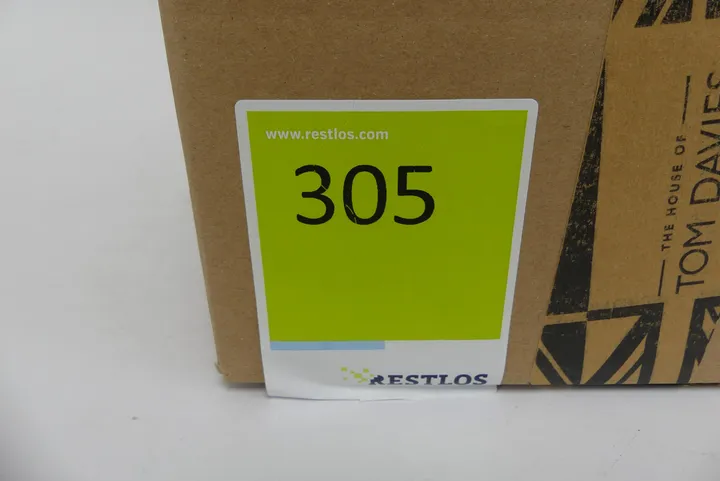 www.restlos.com
305
RESTLOS
THE HOUSE OF
TOM DAVIES